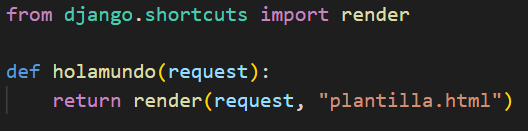 from django.shortcuts import render
def holamundo(request):
    return render(request, "plantilla.html")